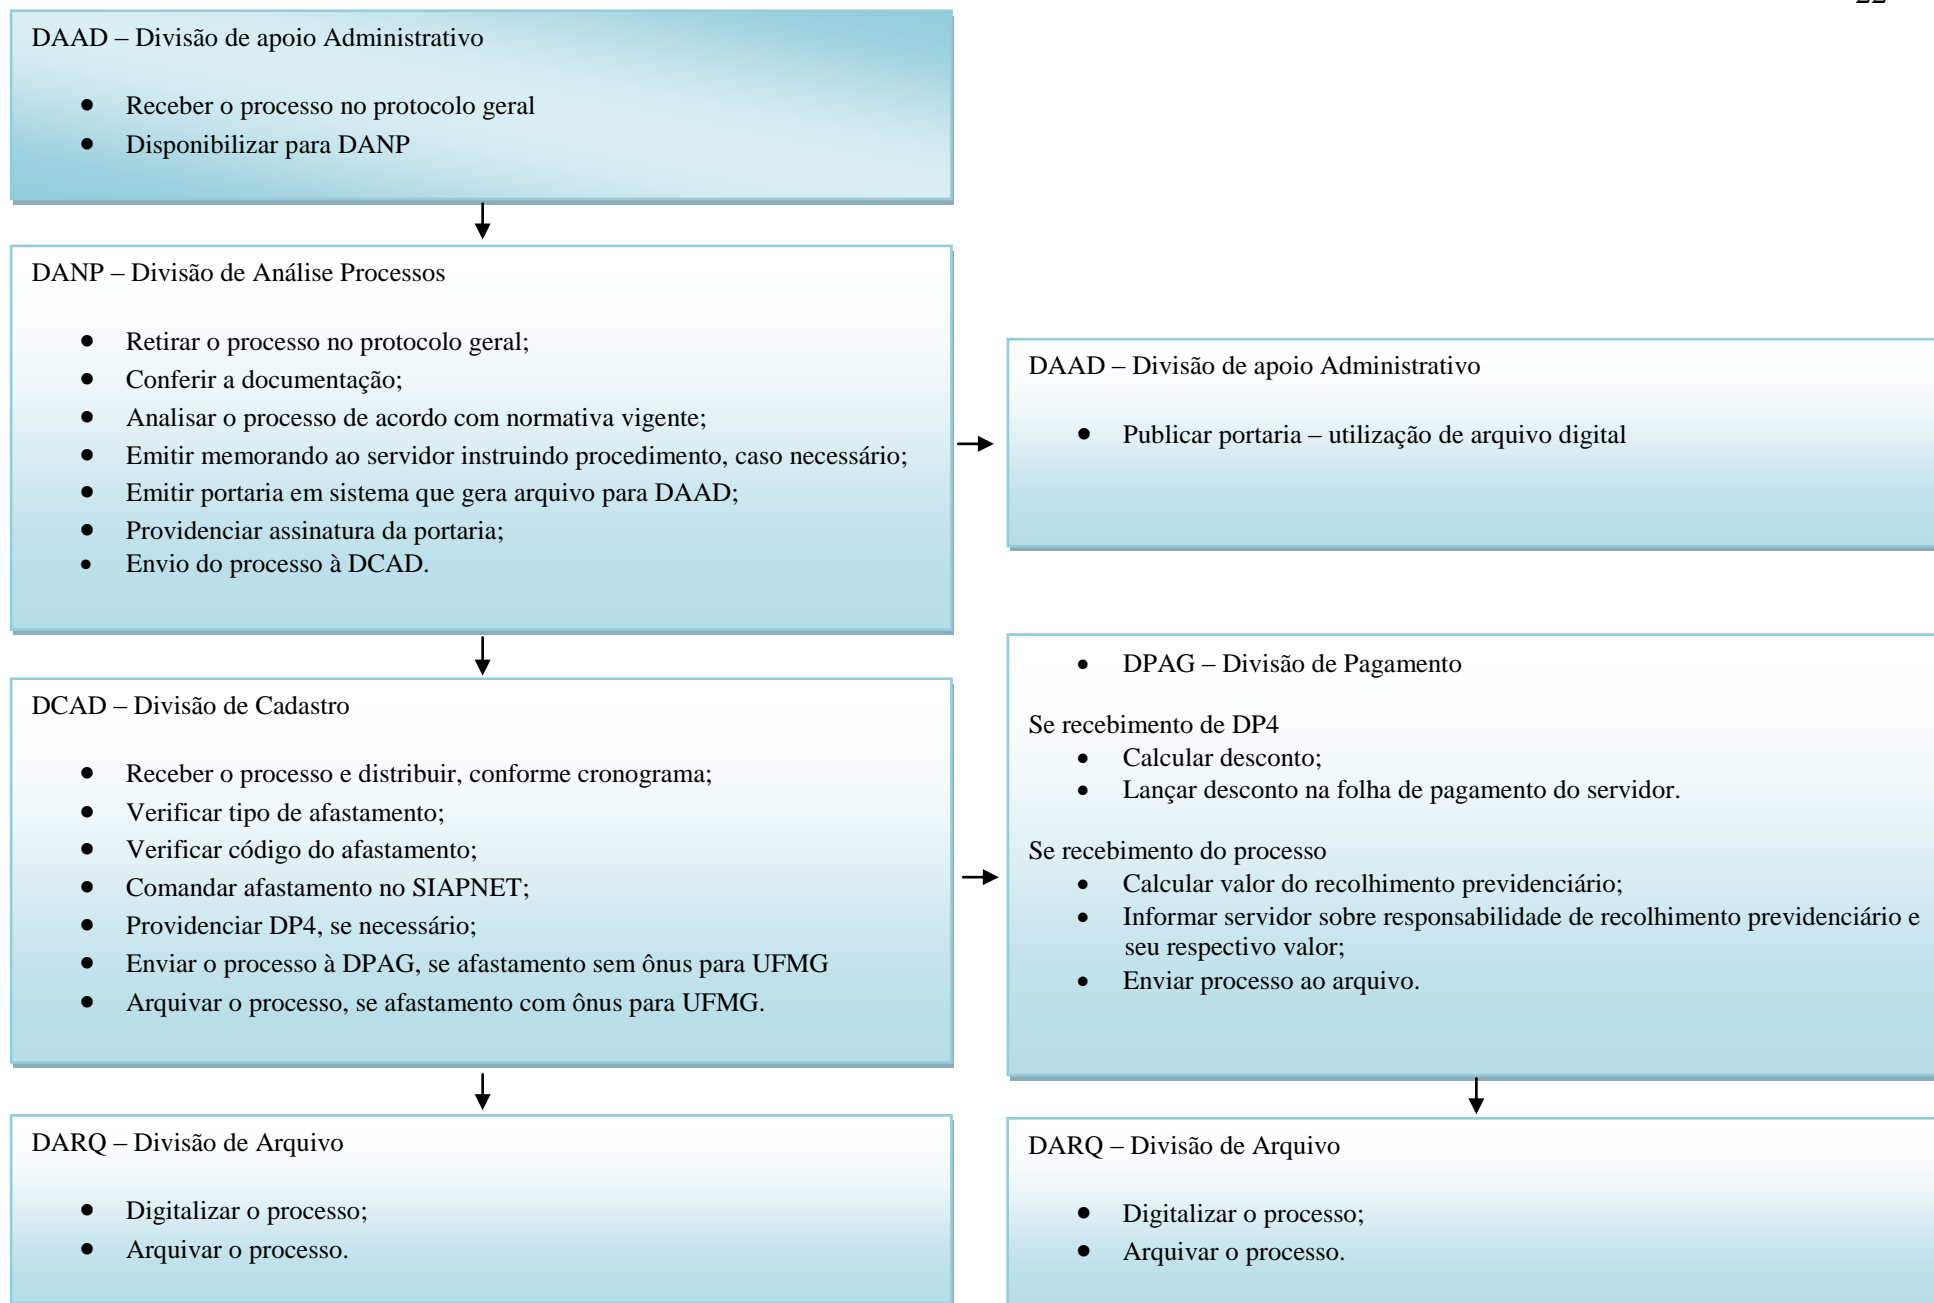 22
DAAD – Divisão de apoio Administrativo
• Receber o processo no protocolo geral
• Disponibilizar para DANP
DANP – Divisão de Análise Processos
• Retirar o processo no protocolo geral;
• Conferir a documentação;
• Analisar o processo de acordo com normativa vigente;
• Emitir memorando ao servidor instruindo procedimento, caso necessário;
• Emitir portaria em sistema que gera arquivo para DAAD;
• Providenciar assinatura da portaria;
• Envio do processo à DCAD.
DAAD – Divisão de apoio Administrativo
• Publicar portaria – utilização de arquivo digital
DCAD – Divisão de Cadastro
• Receber o processo e distribuir, conforme cronograma;
• Verificar tipo de afastamento;
• Verificar código do afastamento;
• Comandar afastamento no SIAPNET;
• Providenciar DP4, se necessário;
• Enviar o processo à DPAG, se afastamento sem ônus para UFMG
• Arquivar o processo, se afastamento com ônus para UFMG.
• DPAG – Divisão de Pagamento
Se recebimento de DP4
• Calcular desconto;
• Lançar desconto na folha de pagamento do servidor.
Se recebimento do processo
• Calcular valor do recolhimento previdenciário;
• Informar servidor sobre responsabilidade de recolhimento previdenciário e
seu respectivo valor;
• Enviar processo ao arquivo.
DARQ – Divisão de Arquivo
• Digitalizar o processo;
• Arquivar o processo.
DARQ – Divisão de Arquivo
• Digitalizar o processo;
• Arquivar o processo.